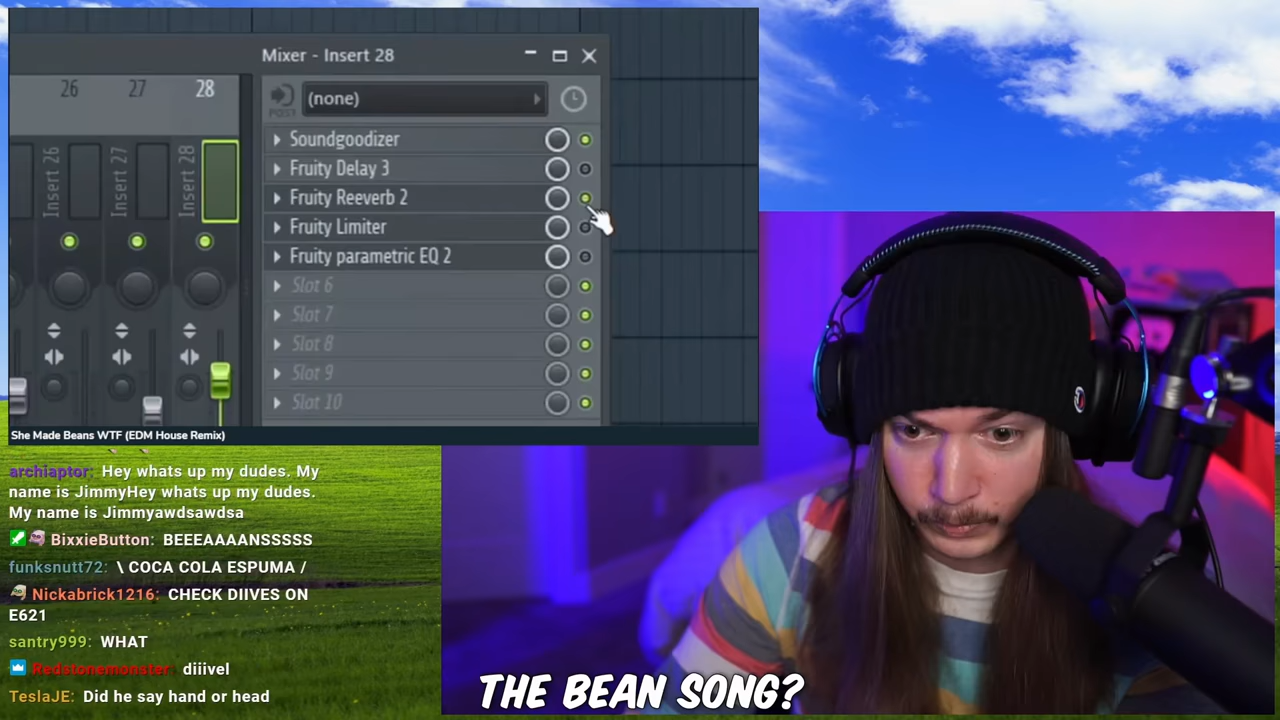 Mixer - Insert 28
26 27 28
(none)
POST
Soundgoodizer
Fruity Delay 3
Fruity Reeverb 2
Fruity Limiter
Fruity parametric EQ 2
Slot 6
Slot 7
Slot 8
Slot 9
Slot 10
Insert 26
Insert 27
Insert 28
She Made Beans WTF (EDM House Remix)
archiaptor: Hey whats up my dudes. My
name is JimmyHey whats up my dudes.
My name is Jimmyawdsawdsa
BixxieButton: BEEEAAAANSSSSS
funksnutt72: \ COCA COLA ESPUMA /
Nickabrick1216: CHECK DIIVES ON
E621
santry999: WHAT
Redstonemonster diiivel
TeslaJE: Did he say hand or head
THE BEAN SONG?